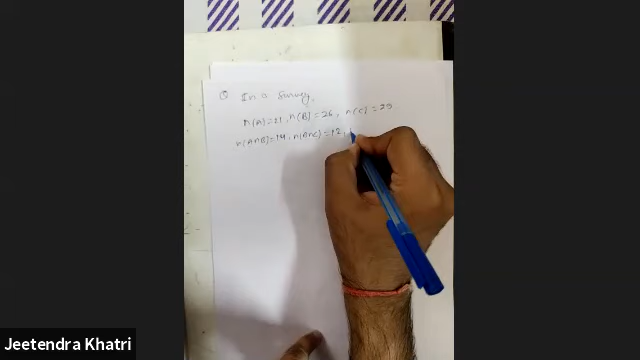 Q In a Survey,
n(A)=21, n(B)=26, n(C)=29
n(A∩B)=14, n(B∩C)=12,
Jeetendra Khatri